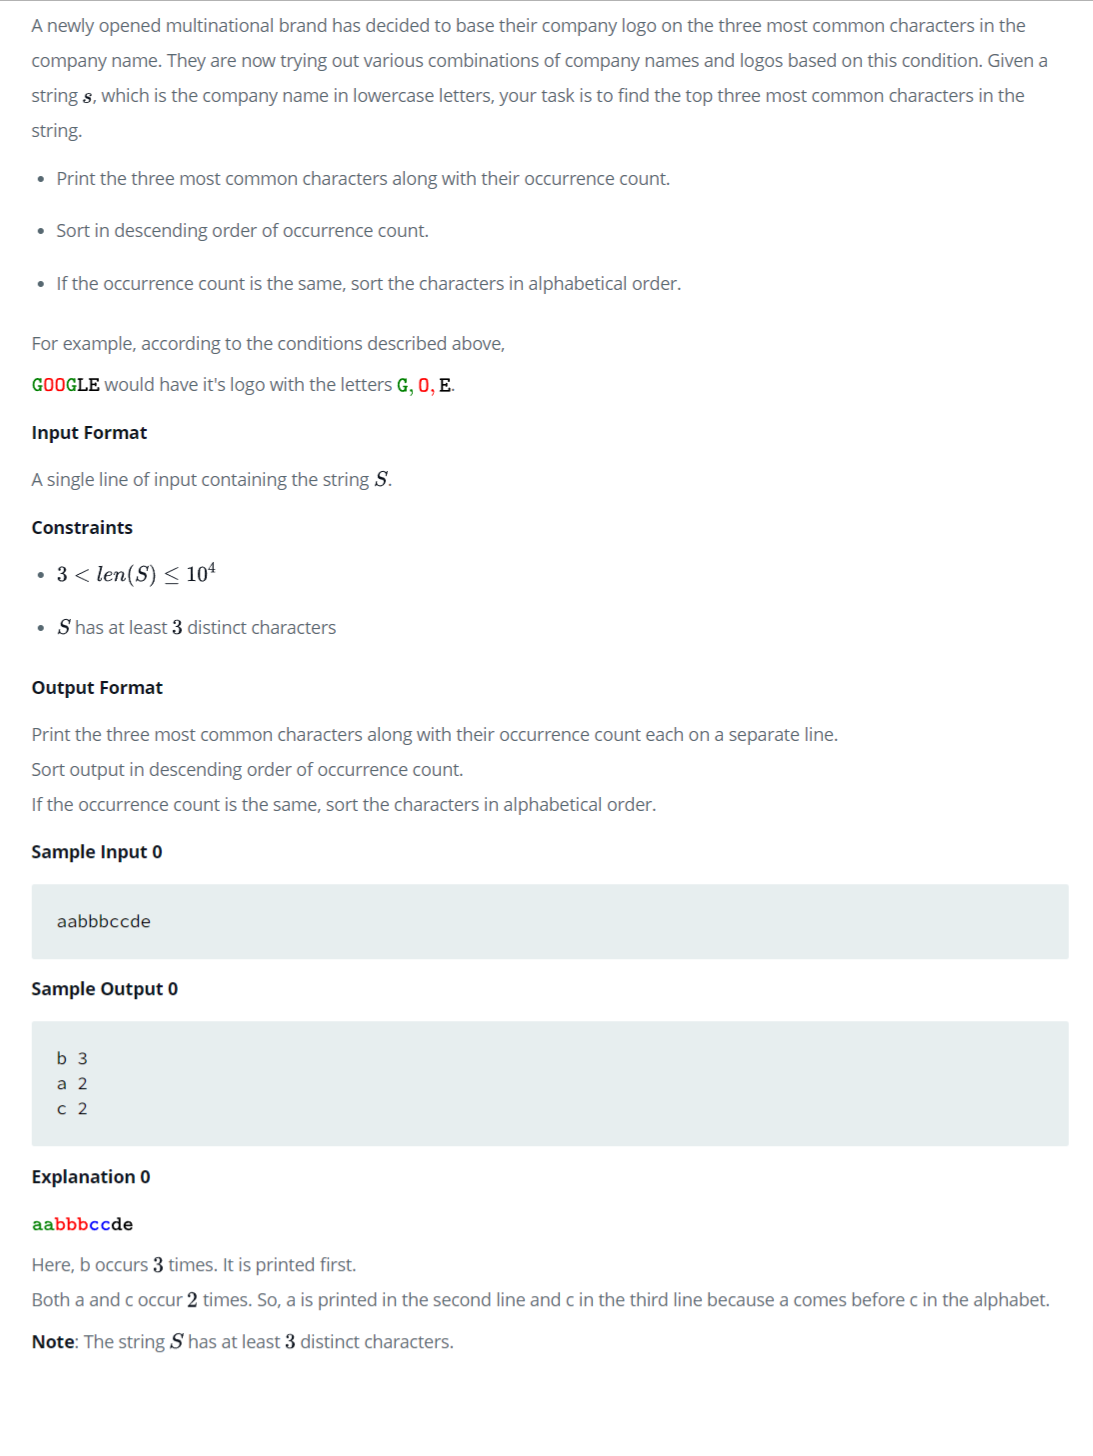 A newly opened multinational brand has decided to base their company logo on the three most common characters in the
company name. They are now trying out various combinations of company names and logos based on this condition. Given a
string s, which is the company name in lowercase letters, your task is to find the top three most common characters in the
string.
• Print the three most common characters along with their occurrence count.
• Sort in descending order of occurrence count.
• If the occurrence count is the same, sort the characters in alphabetical order.
For example, according to the conditions described above,
GOOGLE would have it's logo with the letters G, O, E.
Input Format
A single line of input containing the string S.
Constraints
• 3 < len(S) ≤ 10⁴
• S has at least 3 distinct characters
Output Format
Print the three most common characters along with their occurrence count each on a separate line.
Sort output in descending order of occurrence count.
If the occurrence count is the same, sort the characters in alphabetical order.
Sample Input 0
aabbbccde
Sample Output 0
b 3
a 2
c 2
Explanation 0
aabbbccde
Here, b occurs 3 times. It is printed first.
Both a and c occur 2 times. So, a is printed in the second line and c in the third line because a comes before c in the alphabet.
Note: The string S has at least 3 distinct characters.